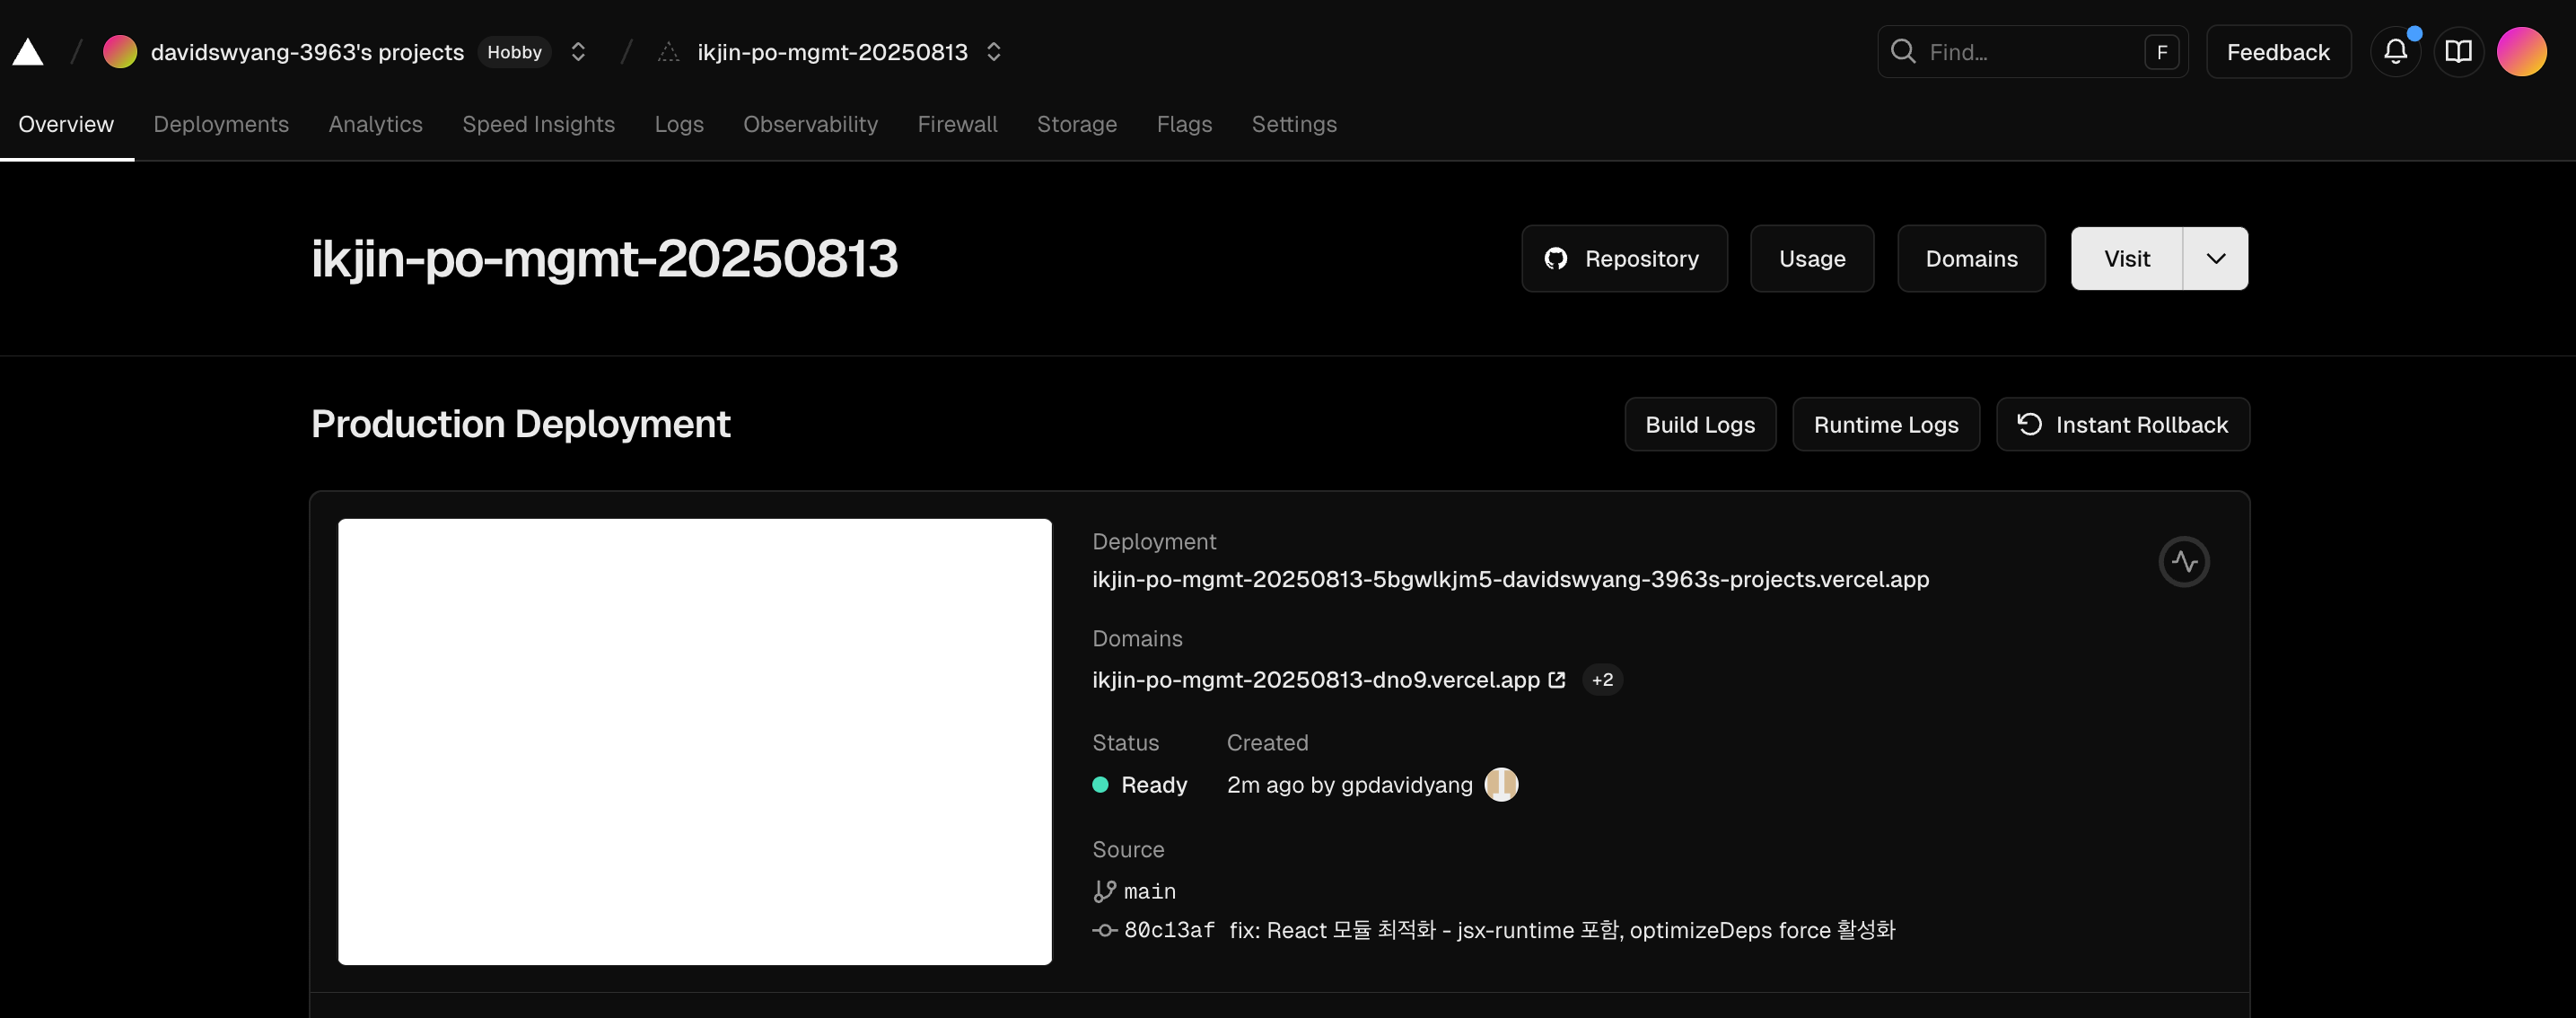 davidswyang-3963's projects Hobby ikjin-po-mgmt-20250813 Find... F Feedback
Overview Deployments Analytics Speed Insights Logs Observability Firewall Storage Flags Settings
ikjin-po-mgmt-20250813 Repository Usage Domains Visit
Production Deployment Build Logs Runtime Logs Instant Rollback
Deployment
ikjin-po-mgmt-20250813-5bgwlkjm5-davidswyang-3963s-projects.vercel.app
Domains
ikjin-po-mgmt-20250813-dno9.vercel.app +2
Status Created
Ready 2m ago by gpdavidyang
Source
main
80c13af fix: React 모듈 최적화 - jsx-runtime 포함, optimizeDeps force 활성화